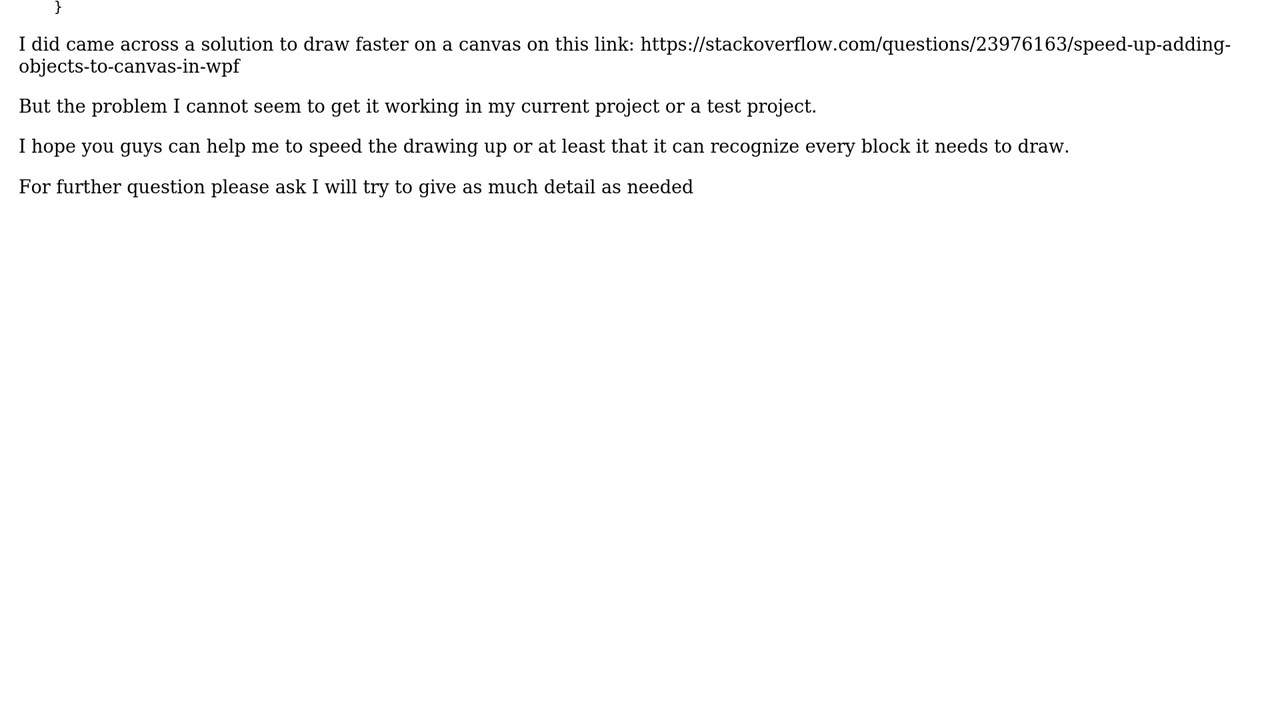 }
I did came across a solution to draw faster on a canvas on this link: https://stackoverflow.com/questions/23976163/speed-up-adding-
objects-to-canvas-in-wpf
But the problem I cannot seem to get it working in my current project or a test project.
I hope you guys can help me to speed the drawing up or at least that it can recognize every block it needs to draw.
For further question please ask I will try to give as much detail as needed